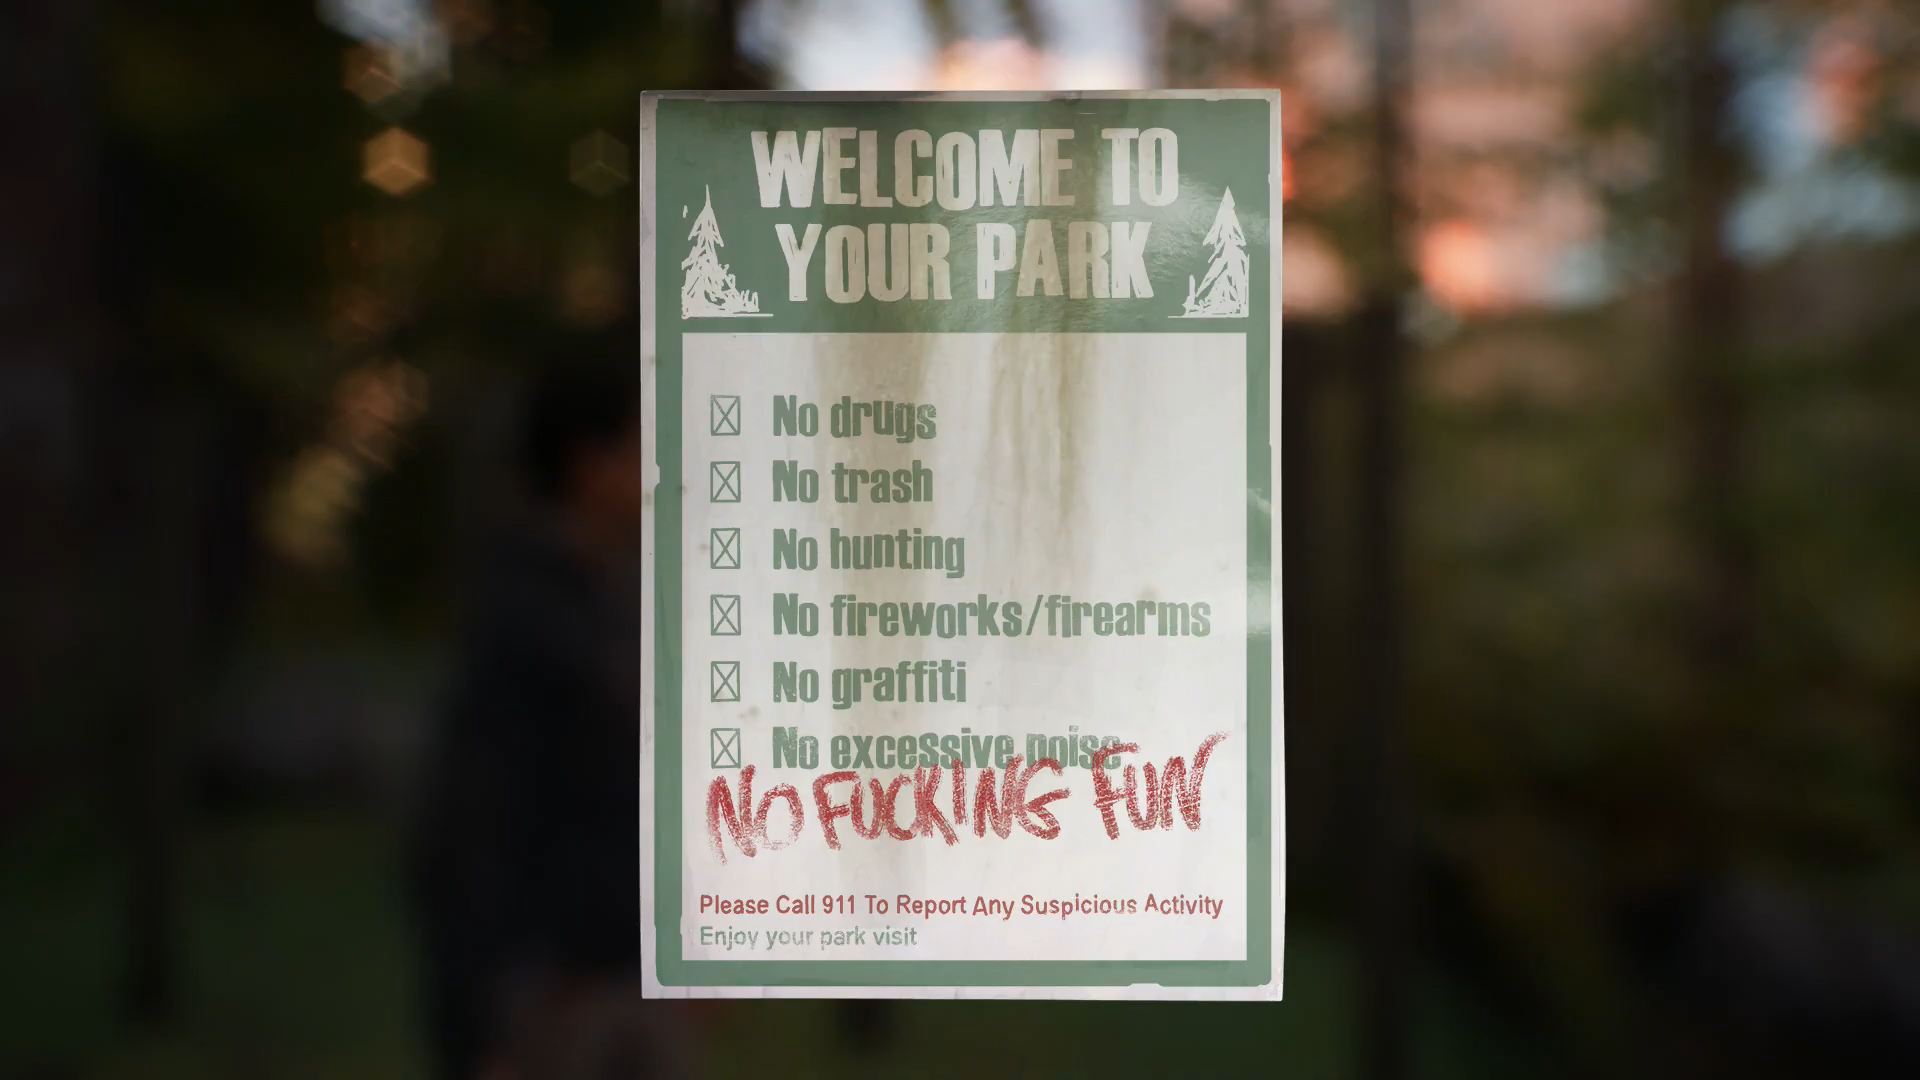 WELCOME TO
YOUR PARK
No drugs
No trash
No hunting
No fireworks/firearms
No graffiti
No excessive noise
NO FUCKING FUN
Please Call 911 To Report Any Suspicious Activity
Enjoy your park visit